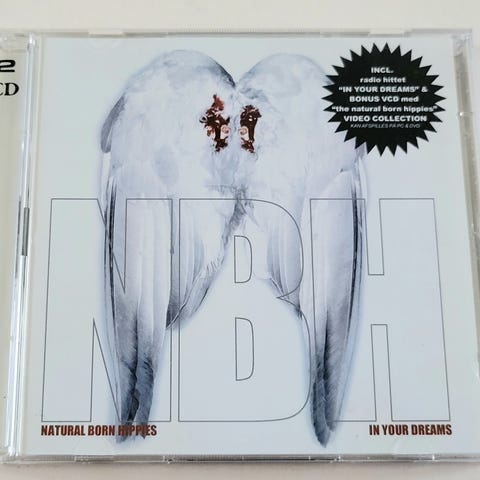 2
CD
INCL.
radio hittet
"IN YOUR DREAMS" &
BONUS VCD med
"the natural born hippies"
VIDEO COLLECTION
KAN AFSPILLES PÅ PC & DVD
NBH
NATURAL BORN HIPPIES
IN YOUR DREAMS